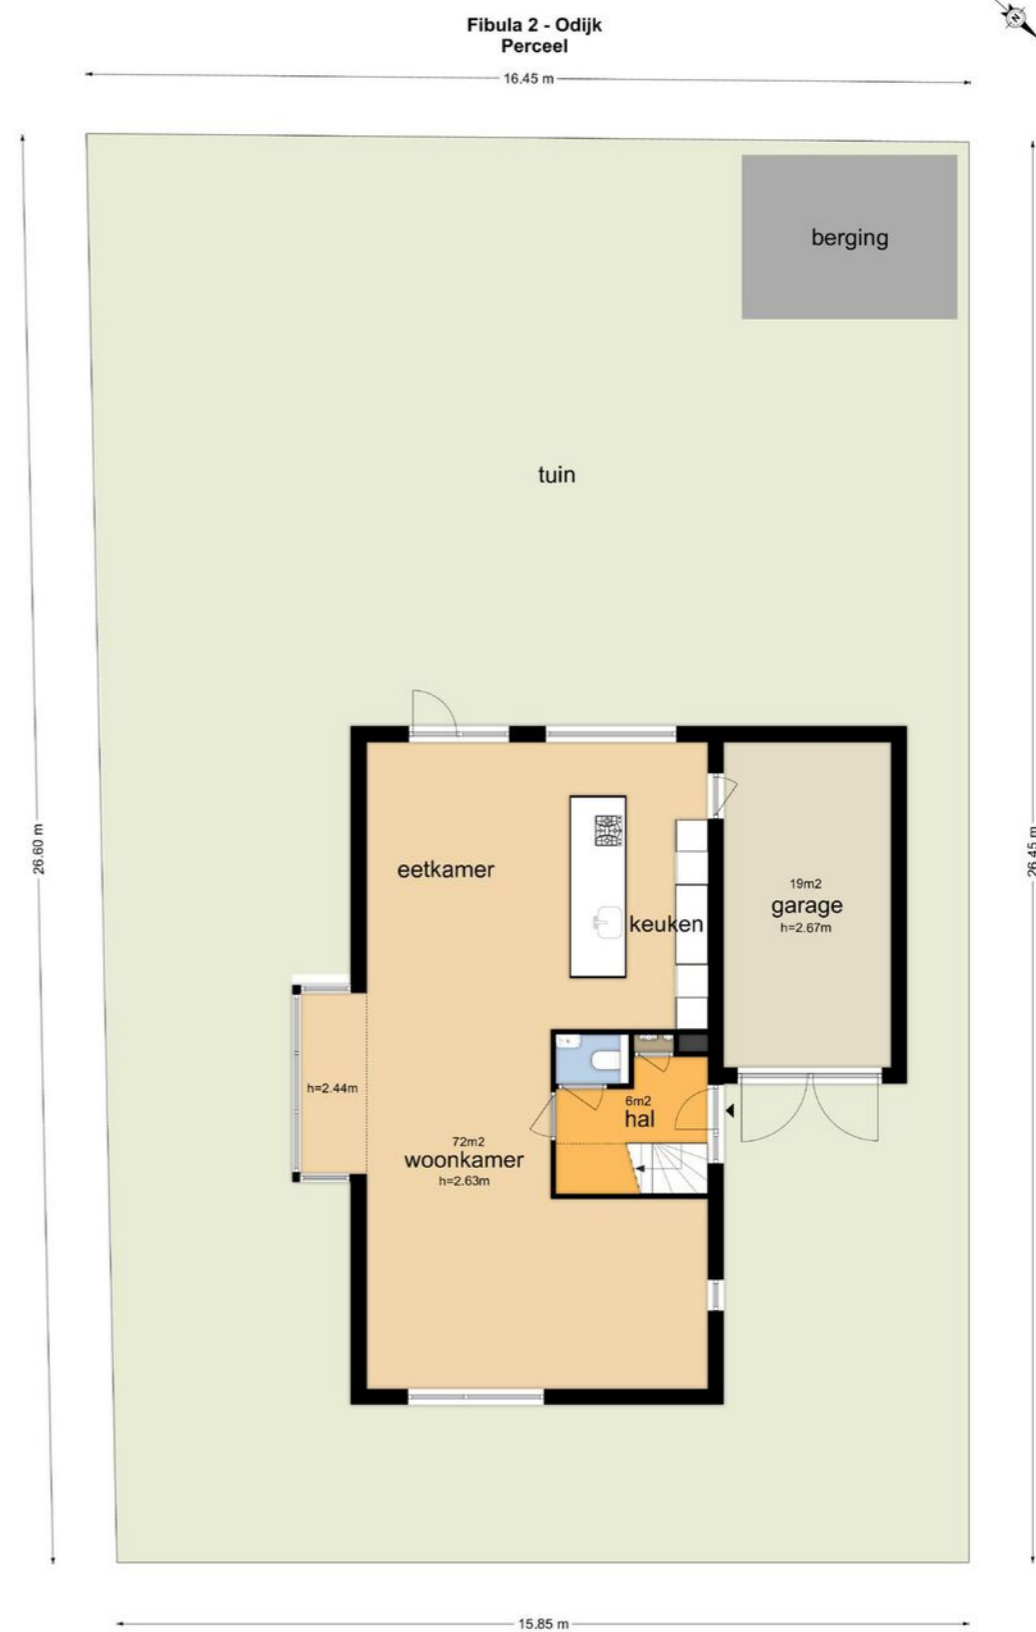 Fibula 2 - Odijk
Perceel
N
16.45 m
berging
tuin
26.60 m
26.45 m
eetkamer
keuken
19m2
garage
h=2.67m
h=2.44m
6m2
hal
72m2
woonkamer
h=2.63m
15.85 m